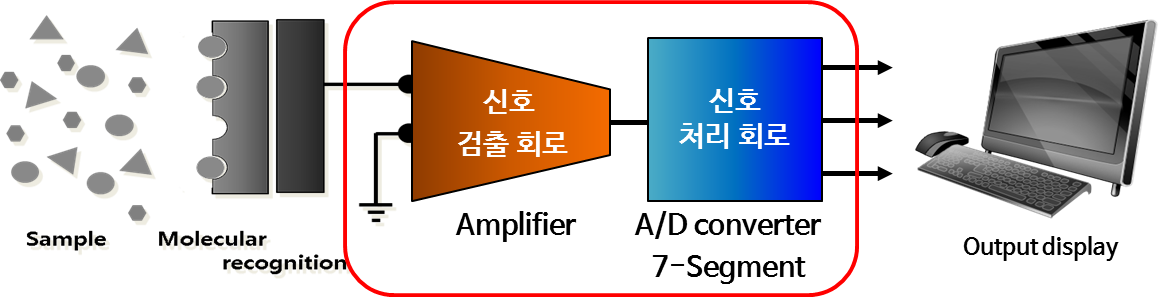 신호
검출 회로
신호
처리 회로
Sample
Molecular
recognition
Amplifier
A/D converter
7-Segment
Output display